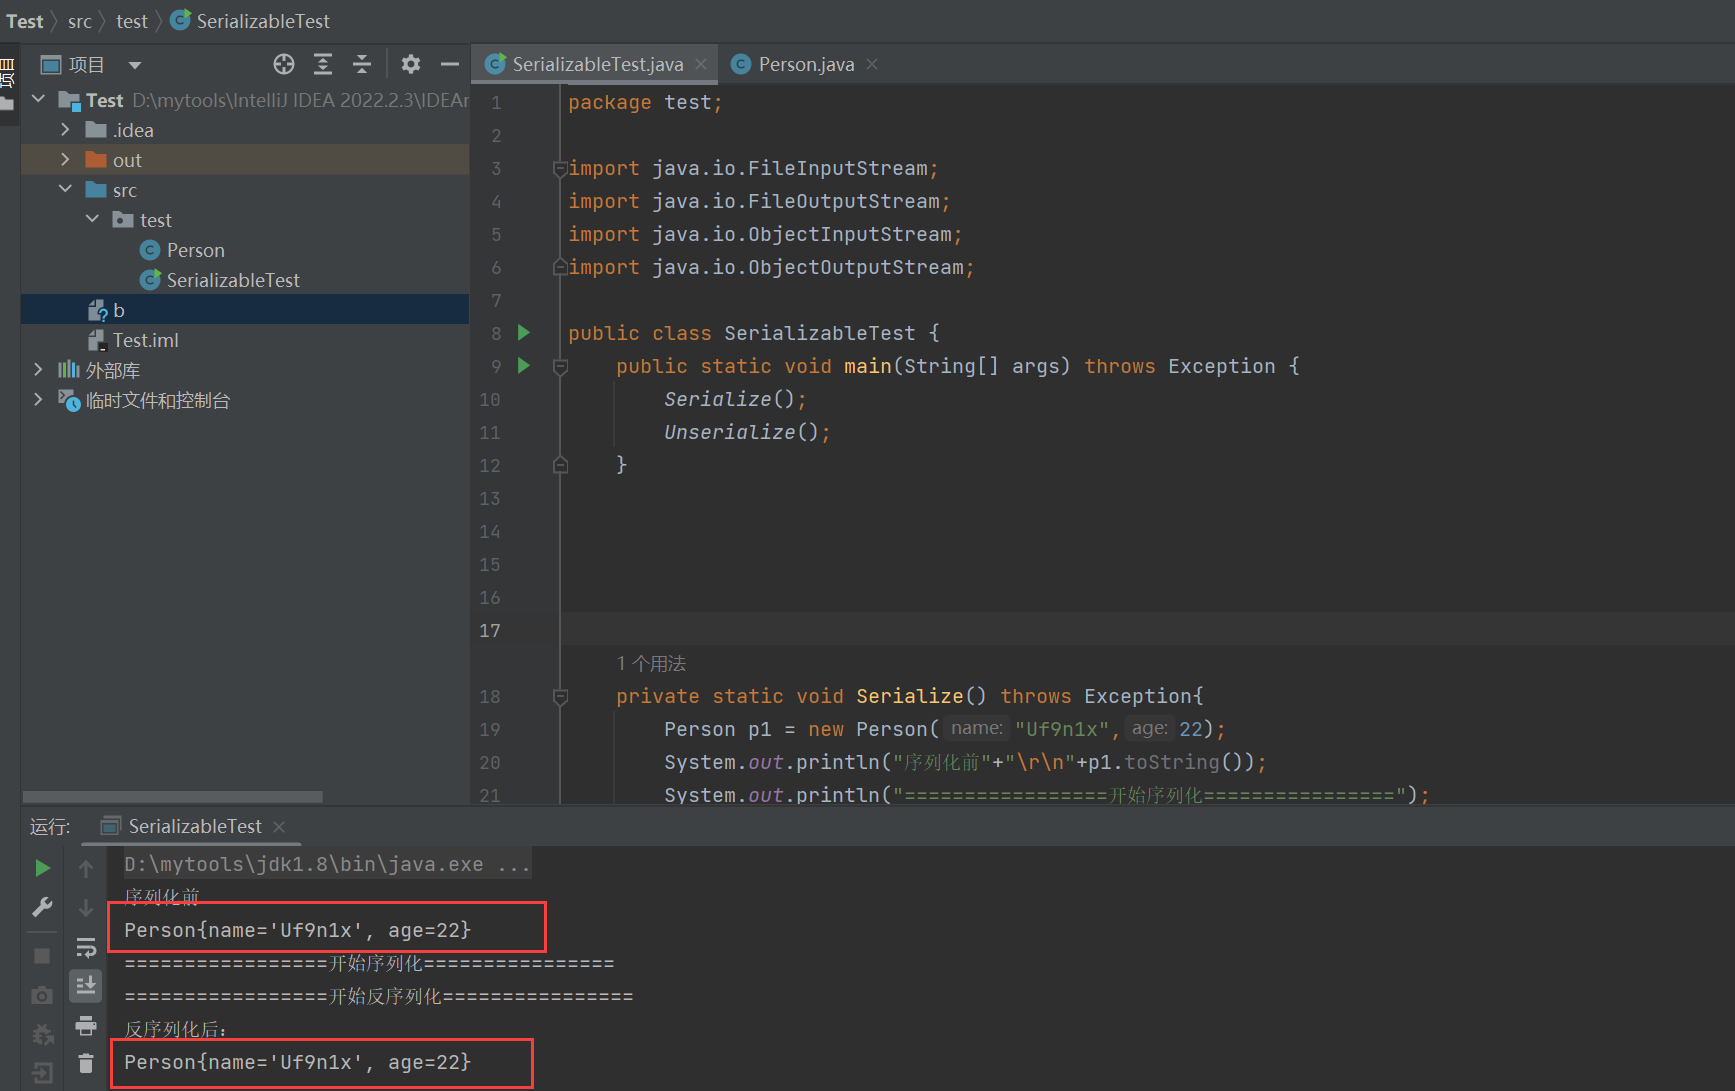 Test src test SerializableTest
项目
项目
SerializableTest.java Person.java
Test D:\mytools\IntelliJ IDEA 2022.2.3\IDEA
.idea
out
src
test
Person
SerializableTest
b
Test.iml
外部库
临时文件和控制台
1 package test;
2
3 import java.io.FileInputStream;
4 import java.io.FileOutputStream;
5 import java.io.ObjectInputStream;
6 import java.io.ObjectOutputStream;
7
8 public class SerializableTest {
9 public static void main(String[] args) throws Exception {
10 Serialize();
11 Unserialize();
12 }
13
14
15
16
17
1 个用法
18 private static void Serialize() throws Exception{
19 Person p1 = new Person( name: "Uf9n1x", age: 22);
20 System.out.println("序列化前"+"\r\n"+p1.toString());
21 System.out.println("=================开始序列化================");
运行: SerializableTest
D:\mytools\jdk1.8\bin\java.exe ...
序列化前
Person{name='Uf9n1x', age=22}
=================开始序列化================
=================开始反序列化================
反序列化后:
Person{name='Uf9n1x', age=22}